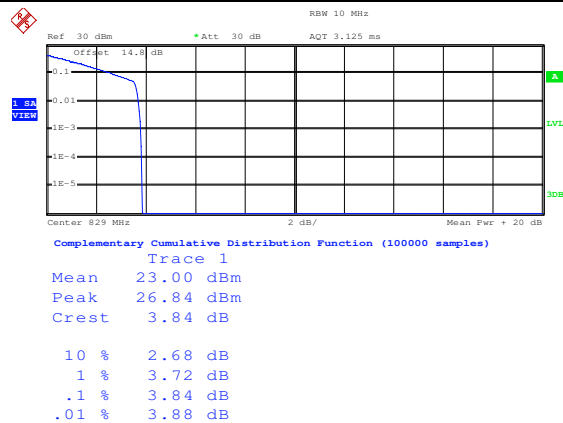 RBW 10 MHz
Ref 30 dBm *Att 30 dB AQT 3.125 ms
Offset 14.8 dB
0.1
A
0.01
1 SA
VIEW
LVL
1E-3
1E-4
1E-5
3DB
Center 829 MHz 2 dB/ Mean Pwr + 20 dB
Complementary Cumulative Distribution Function (100000 samples)
Trace 1
Mean 23.00 dBm
Peak 26.84 dBm
Crest 3.84 dB
10 % 2.68 dB
1 % 3.72 dB
.1 % 3.84 dB
.01 % 3.88 dB